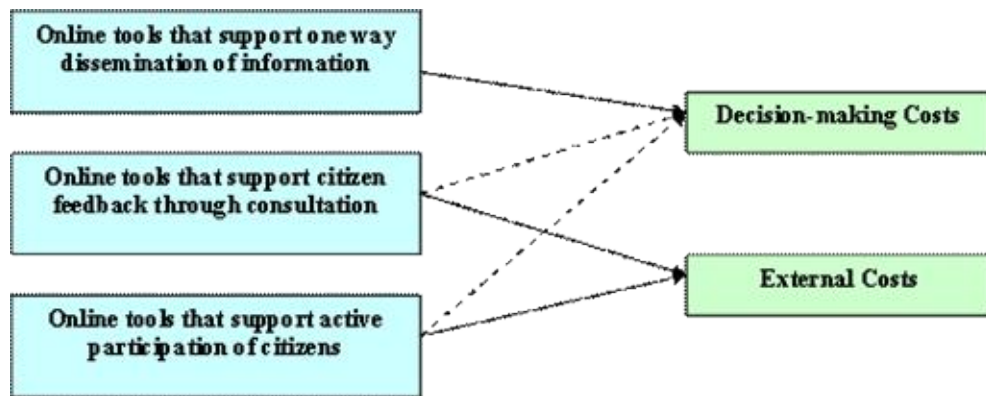 Online tools that support one way
dissemination of information
Decision-making Costs
Online tools that support citizen
feedback through consultation
External Costs
Online tools that support active
participation of citizens